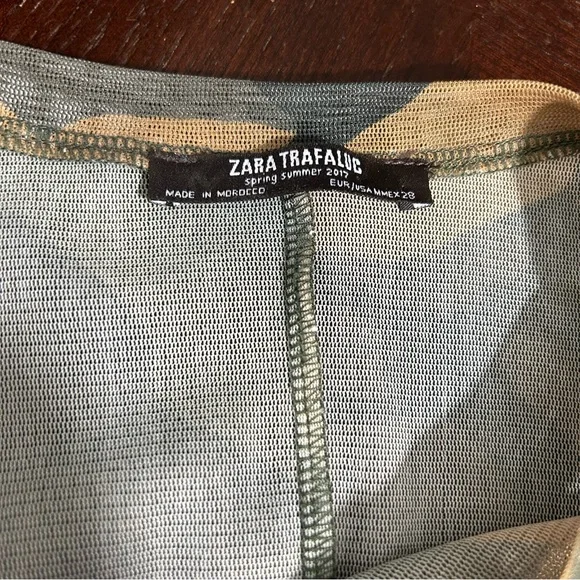 ZARA TRAFALUC
spring summer 2017
MADE IN MOROCCO EUR/USA M MEX 28